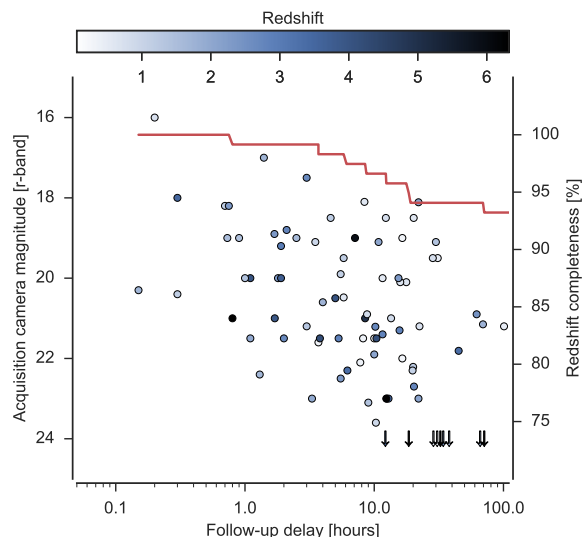 Redshift
1 2 3 4 5 6
16
18
20
22
24
Acquisition camera magnitude [r-band]
100
95
90
85
80
75
Redshift completeness [%]
0.1 1.0 10.0 100.0
Follow-up delay [hours]